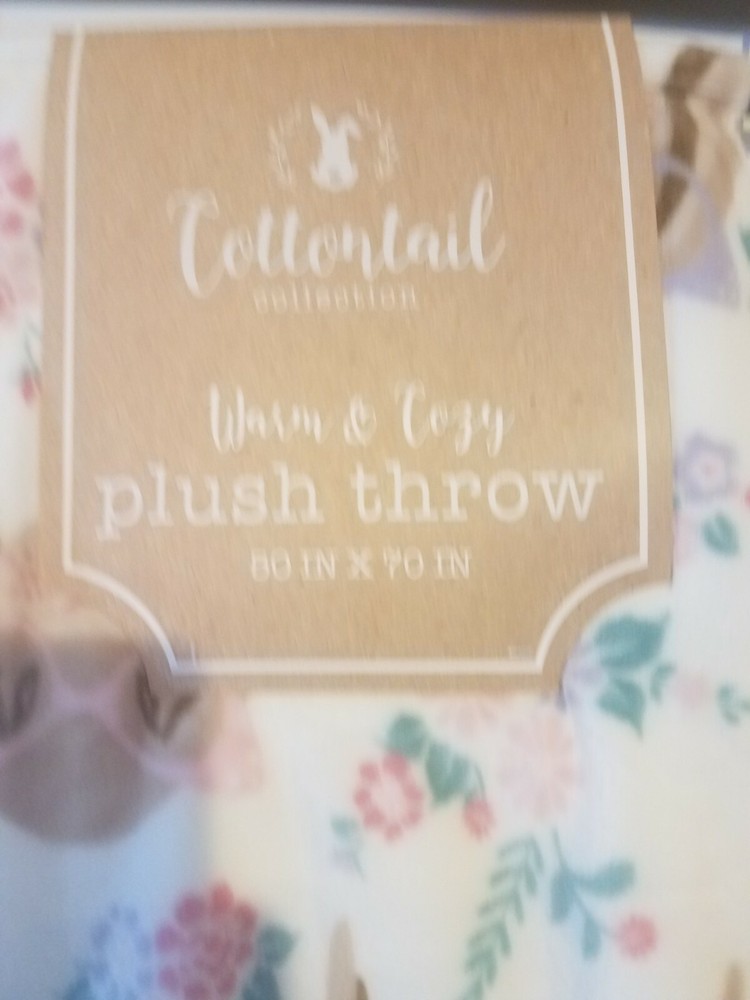 Cottontail
collection
Warm & Cozy
plush throw
50 IN X 70 IN